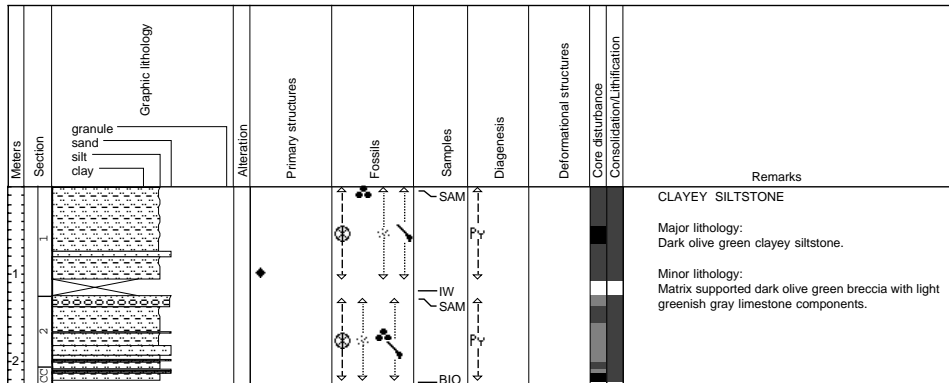 Meters
Section
Graphic lithology
granule
sand
silt
clay
Alteration
Primary structures
Fossils
Samples
Diagenesis
Deformational structures
Core disturbance
Consolidation/Lithification
Remarks
1
2
CC
1
2
SAM
IW
SAM
BIO
Py
Py
CLAYEY SILTSTONE
Major lithology:
Dark olive green clayey siltstone.
Minor lithology:
Matrix supported dark olive green breccia with light
greenish gray limestone components.